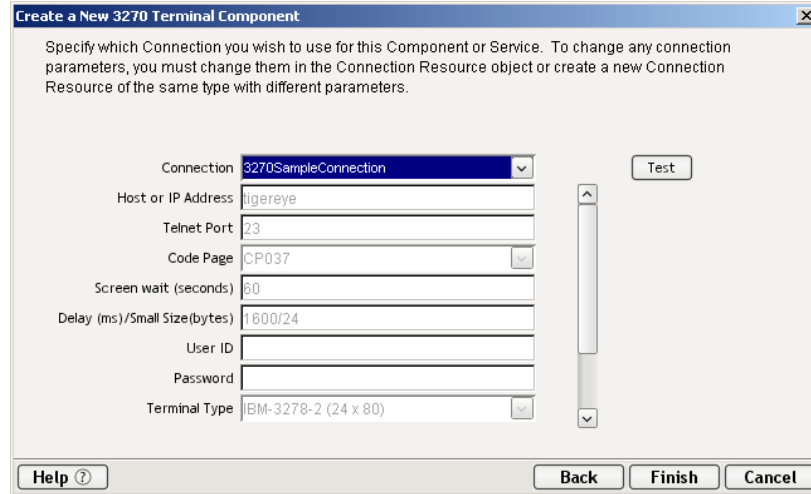 Create a New 3270 Terminal Component
Specify which Connection you wish to use for this Component or Service. To change any connection
parameters, you must change them in the Connection Resource object or create a new Connection
Resource of the same type with different parameters.
Connection 3270SampleConnection Test
Host or IP Address tigereye
Telnet Port 23
Code Page CP037
Screen wait (seconds) 60
Delay (ms)/Small Size(bytes) 1600/24
User ID
Password
Terminal Type IBM-3278-2 (24 x 80)
Help ? Back Finish Cancel